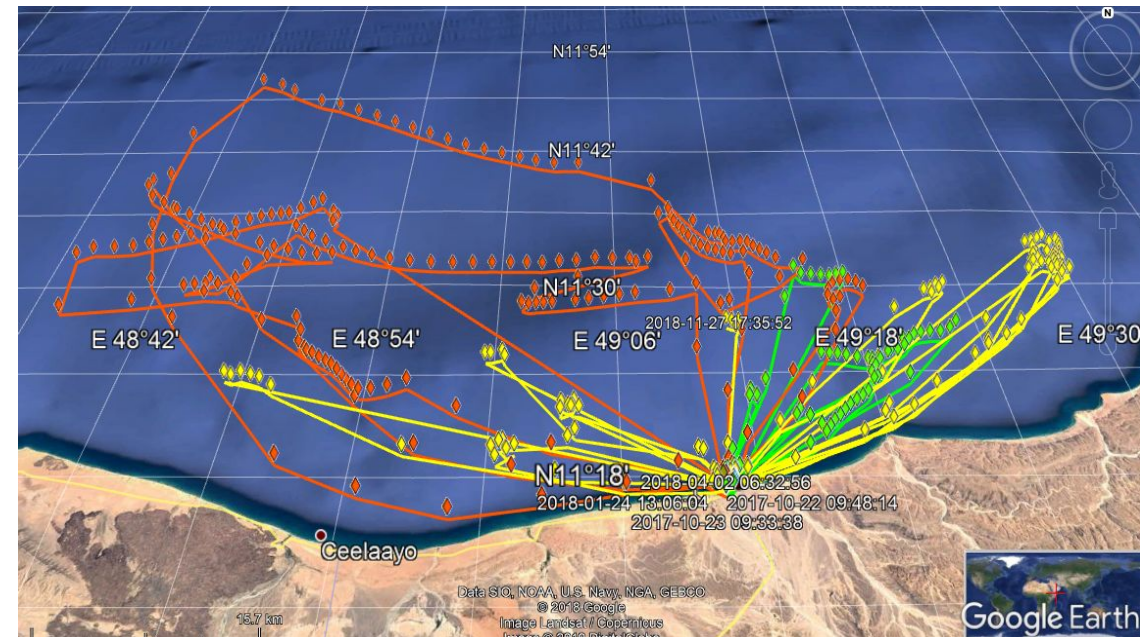 N
N11°54'
N11°42'
N11°30'
2018-11-27 17:35:52
E 48°42' E 48°54' E 49°06' E 49°18' E 49°30
N11°18' 2018-04-02 06:32:56
2018-01-24 13:06:04 2017-10-22 09:48:14
2017-10-23 09:33:38
Ceelaayo
Data SIO, NOAA, U.S. Navy, NGA, GEBCO
© 2018 Google
15.7 km
Image Landsat / Copernicus
Google Earth